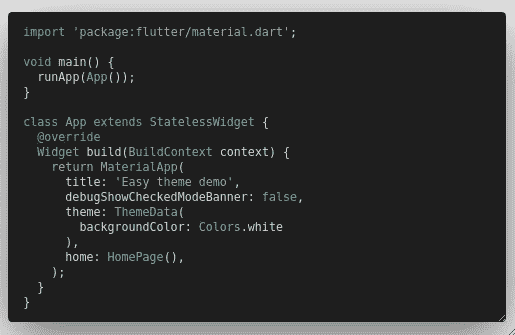 import 'package:flutter/material.dart';

void main() {
  runApp(App());
}

class App extends StatelessWidget {
  @override
  Widget build(BuildContext context) {
    return MaterialApp(
      title: 'Easy theme demo',
      debugShowCheckedModeBanner: false,
      theme: ThemeData(
        backgroundColor: Colors.white
      ),
      home: HomePage(),
    );
  }
}